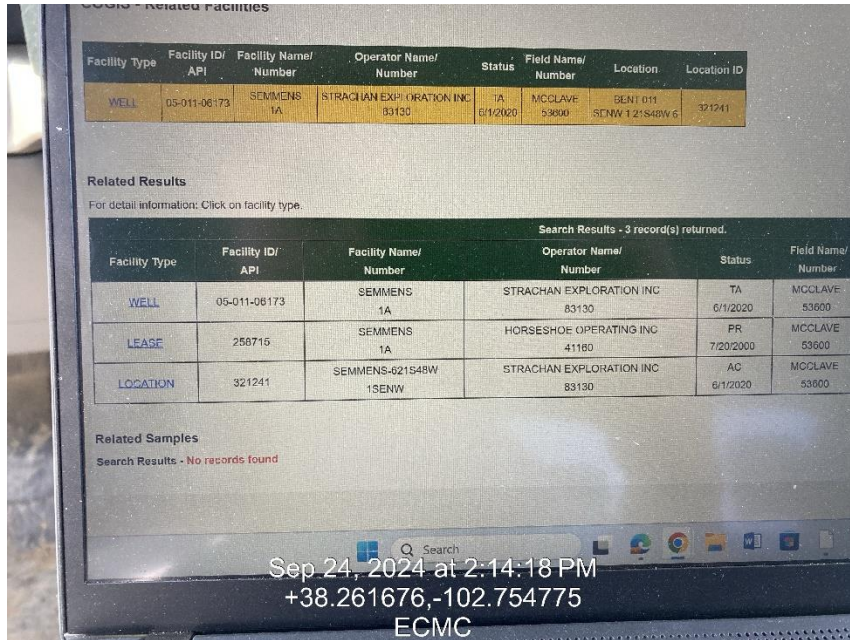 COGIS - Related Facilities
Facility Type Facility ID/ API Facility Name/ Number Operator Name/ Number Status Field Name/ Number Location Location ID
WELL 05-011-06173 SEMMENS 1A STRACHAN EXPLORATION INC 83130 TA 6/1/2020 MCCLAVE 53600 BENT 011 SENW 1 21S48W 6 321241
Related Results
For detail information: Click on facility type.
Search Results - 3 record(s) returned.
Facility Type Facility ID/ API Facility Name/ Number Operator Name/ Number Status Field Name/ Number
WELL 05-011-06173 SEMMENS 1A STRACHAN EXPLORATION INC 83130 TA 6/1/2020 MCCLAVE 53600
LEASE 258715 SEMMENS 1A HORSESHOE OPERATING INC 41160 PR 7/20/2000 MCCLAVE 53600
LOCATION 321241 SEMMENS-621S48W 1SENW STRACHAN EXPLORATION INC 83130 AC 6/1/2020 MCCLAVE 53600
Related Samples
Search Results - No records found
Search
Sep 24, 2024 at 2:14:18 PM
+38.261676,-102.754775
ECMC